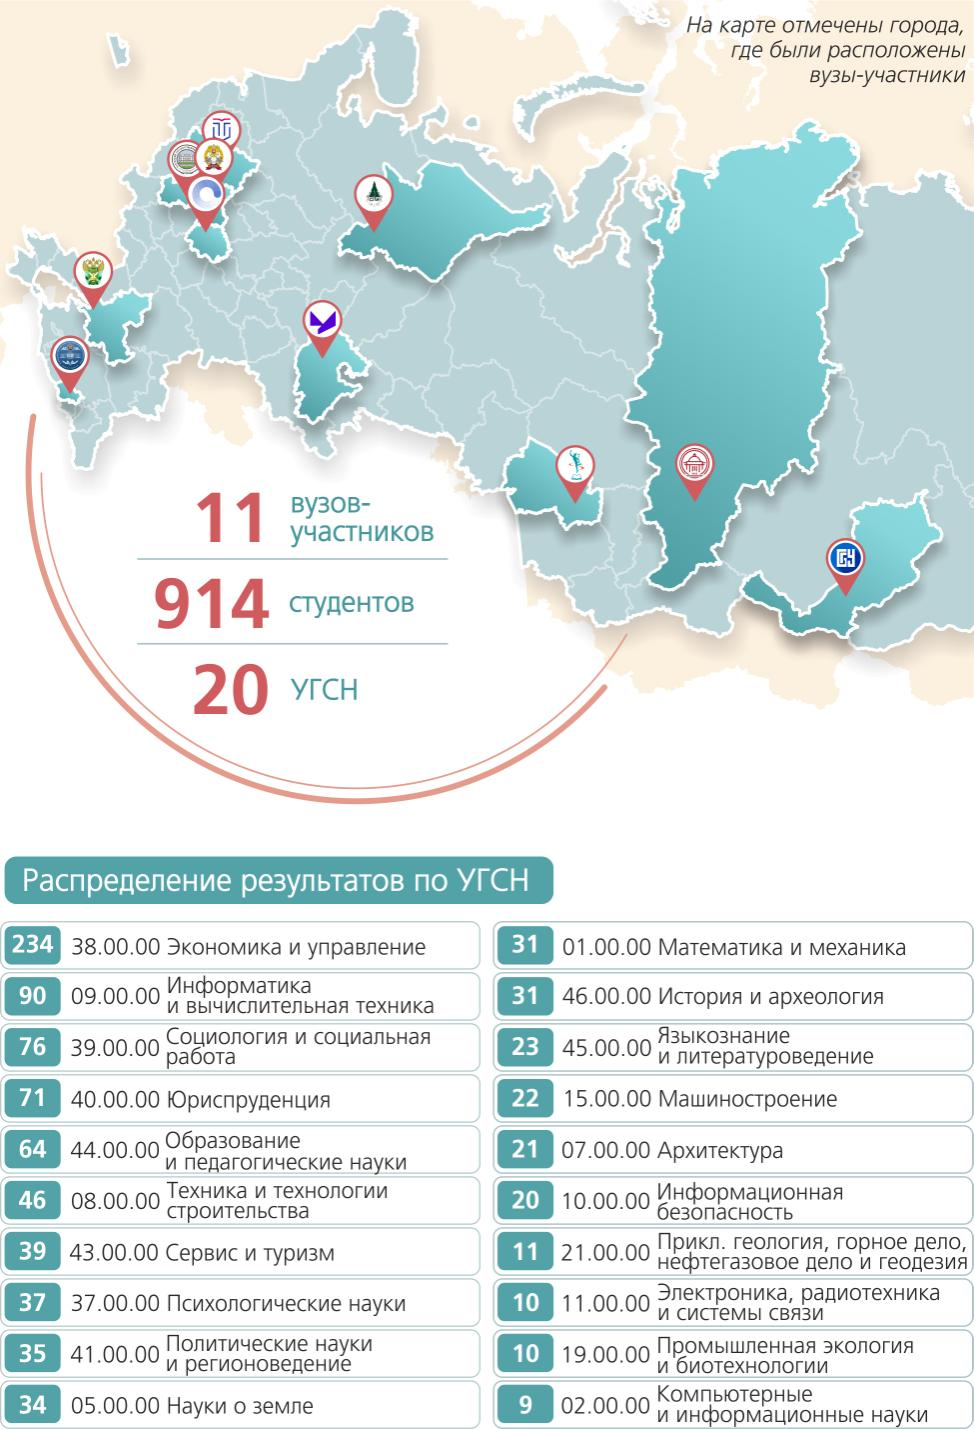 На карте отмечены города,
где были расположены
вузы-участники
11 вузов-
участников
914 студентов
20 УГСН
Распределение результатов по УГСН
234 38.00.00 Экономика и управление
90 09.00.00 Информатика
и вычислительная техника
76 39.00.00 Социология и социальная
работа
71 40.00.00 Юриспруденция
64 44.00.00 Образование
и педагогические науки
46 08.00.00 Техника и технологии
строительства
39 43.00.00 Сервис и туризм
37 37.00.00 Психологические науки
35 41.00.00 Политические науки
и регионоведение
34 05.00.00 Науки о земле
31 01.00.00 Математика и механика
31 46.00.00 История и археология
23 45.00.00 Языкознание
и литературоведение
22 15.00.00 Машиностроение
21 07.00.00 Архитектура
20 10.00.00 Информационная
безопасность
11 21.00.00 Прикл. геология, горное дело,
нефтегазовое дело и геодезия
10 11.00.00 Электроника, радиотехника
и системы связи
10 19.00.00 Промышленная экология
и биотехнологии
9 02.00.00 Компьютерные
и информационные науки